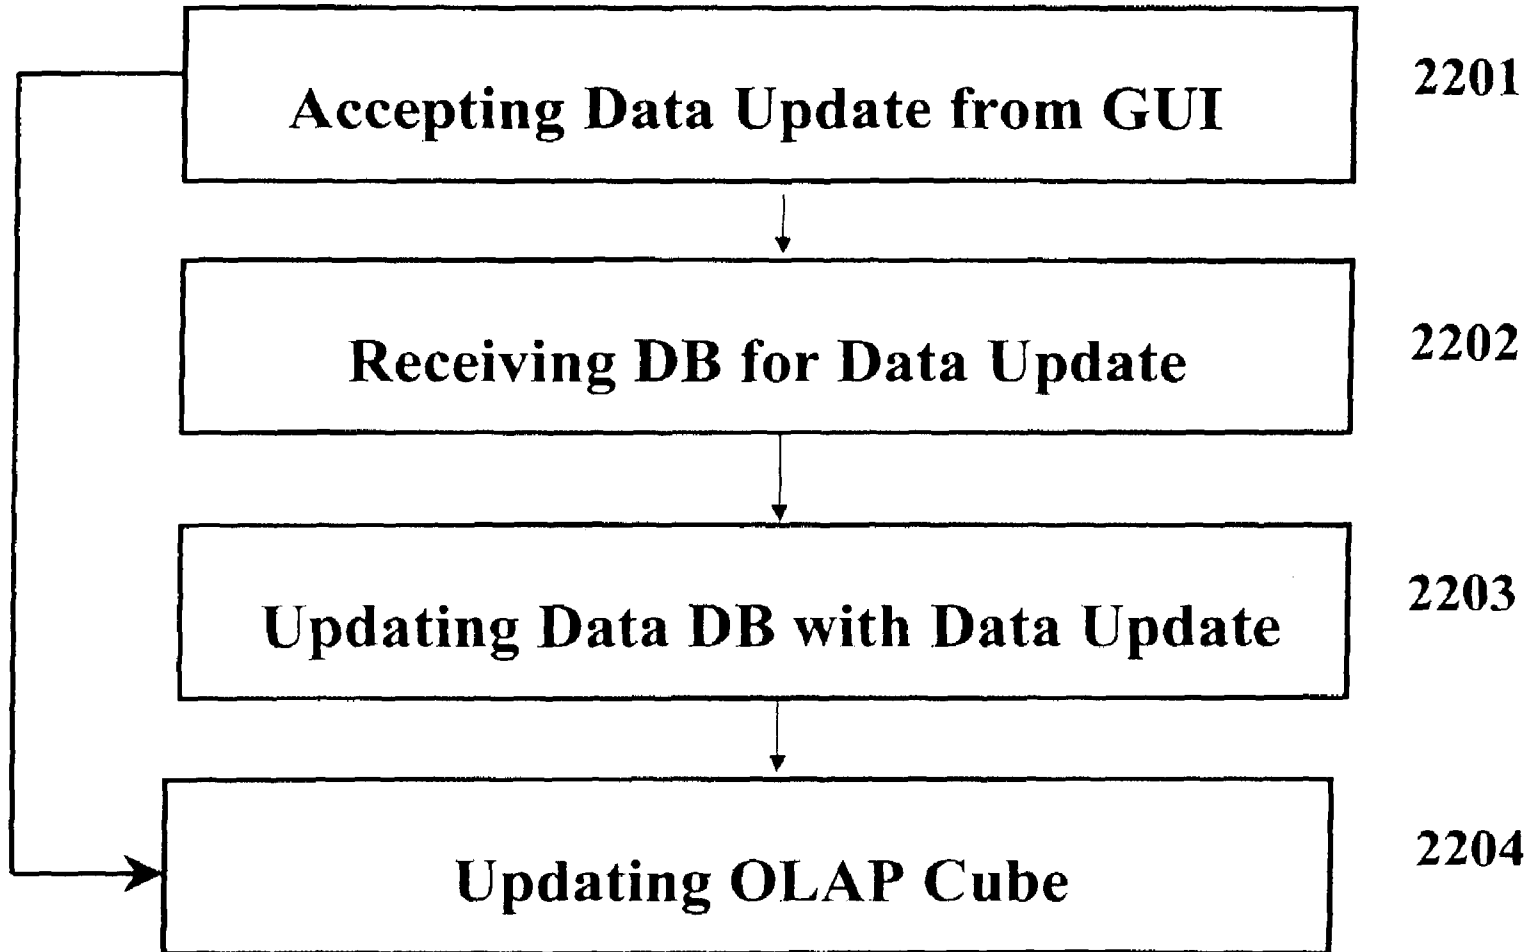 Accepting Data Update from GUI
2201
Receiving DB for Data Update
2202
Updating Data DB with Data Update
2203
Updating OLAP Cube
2204